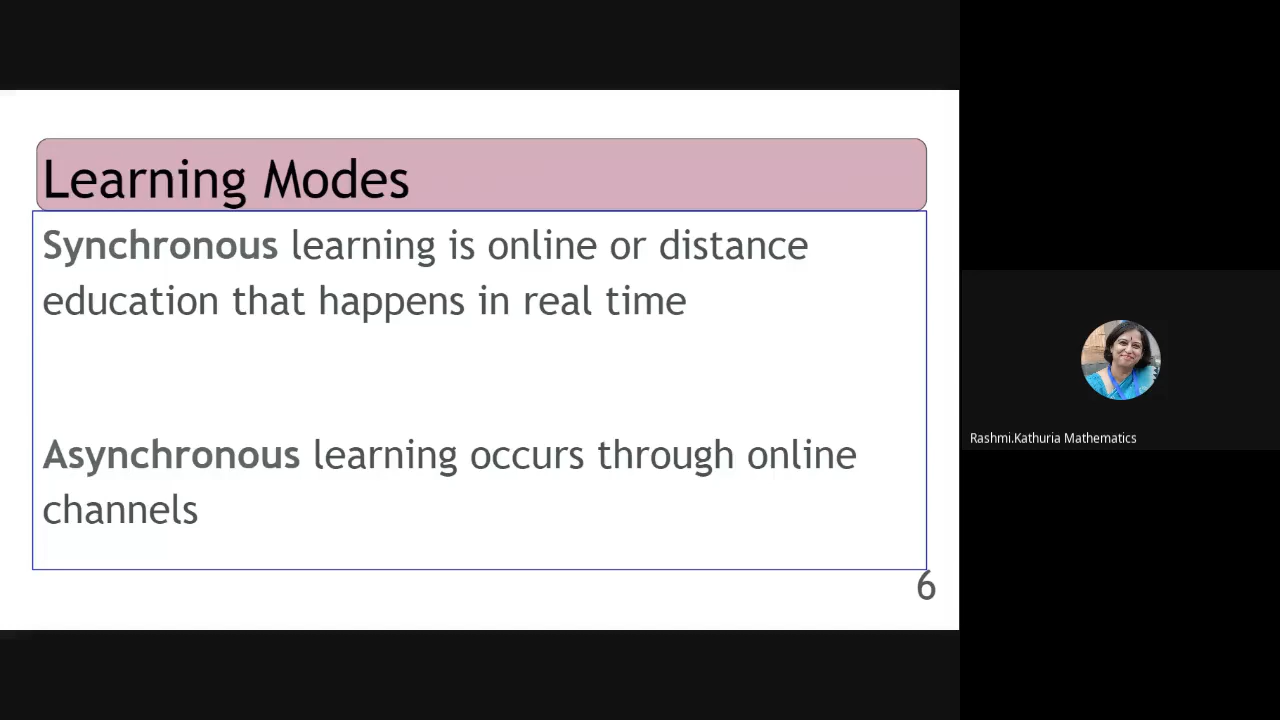 Learning Modes
Synchronous learning is online or distance
education that happens in real time
Asynchronous learning occurs through online
channels
6
Rashmi.Kathuria Mathematics